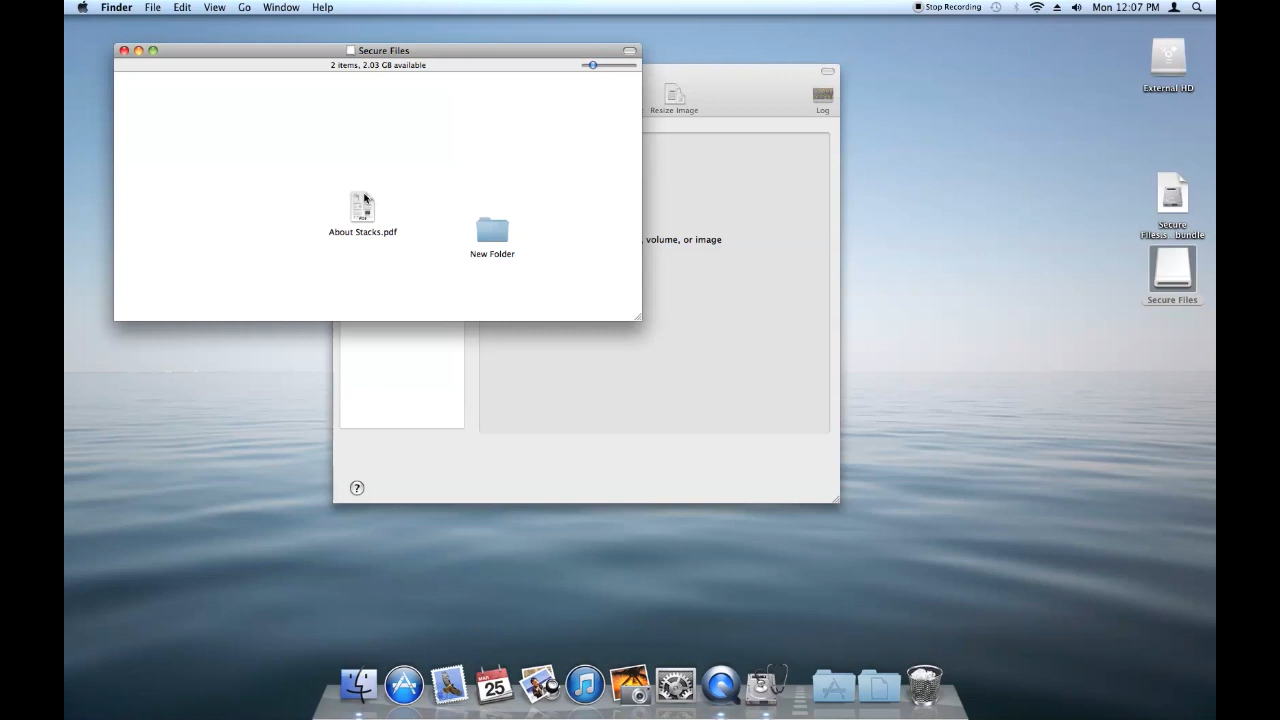 Finder File Edit View Go Window Help
Stop Recording Mon 12:07 PM
Secure Files
2 items, 2.03 GB available
About Stacks.pdf
New Folder
Resize Image
Log
, volume, or image
?
External HD
Secure
Files.s...bundle
Secure Files
25